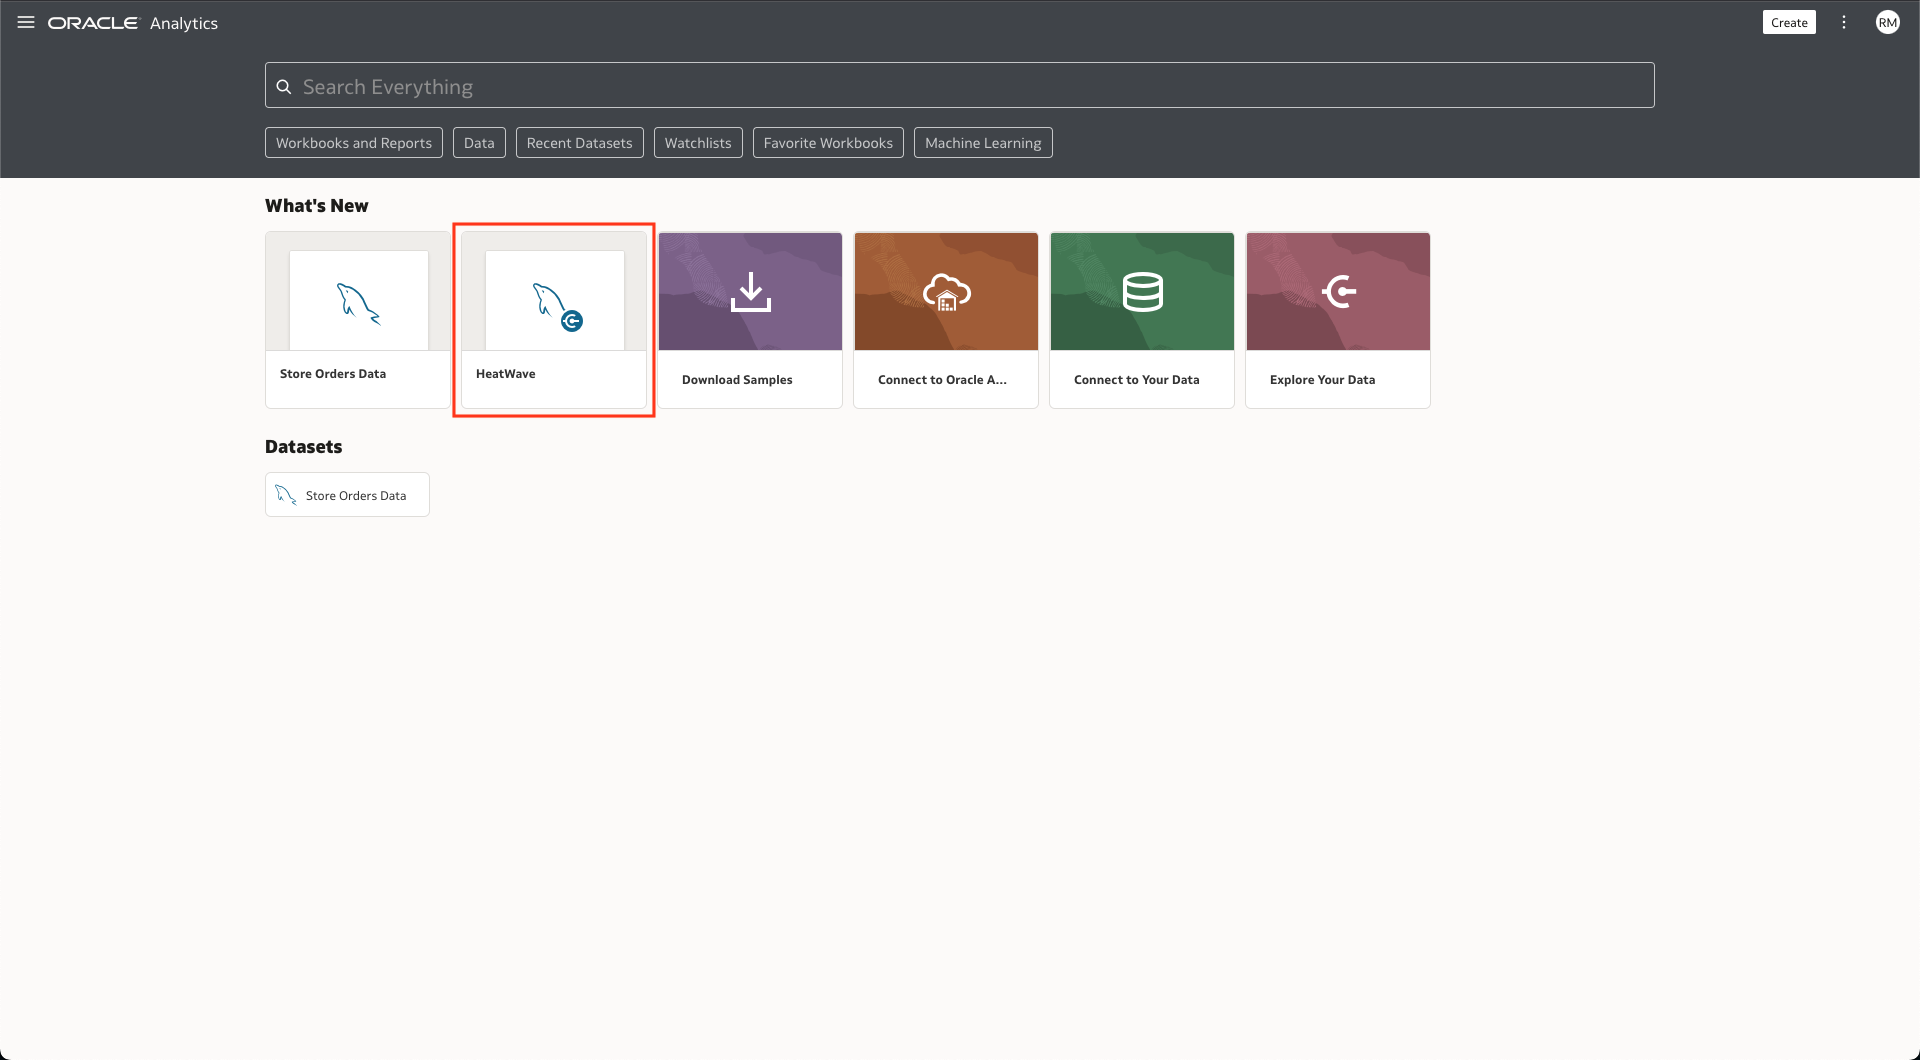 ORACLE Analytics
Create
RM
Search Everything
Workbooks and Reports
Data
Recent Datasets
Watchlists
Favorite Workbooks
Machine Learning
What's New
Store Orders Data
HeatWave
Download Samples
Connect to Oracle A...
Connect to Your Data
Explore Your Data
Datasets
Store Orders Data